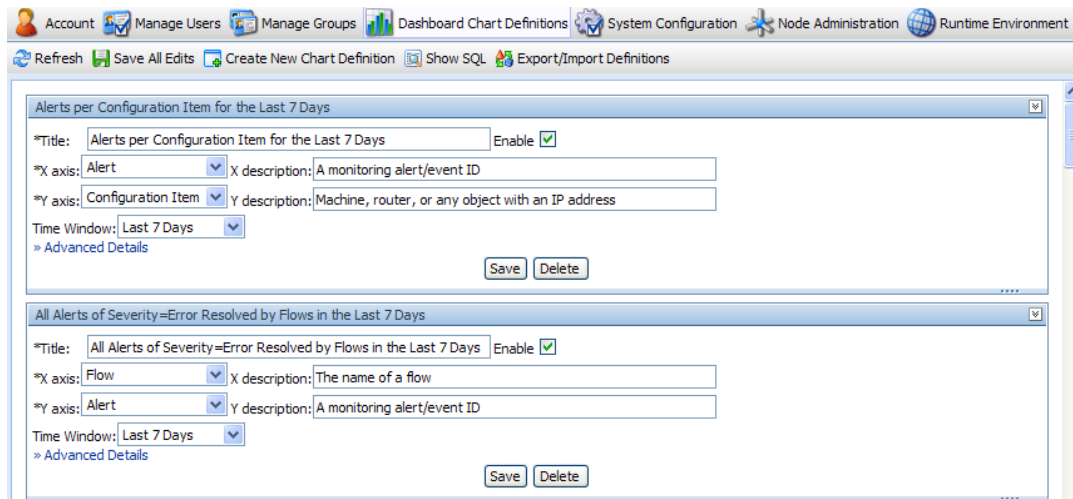 Account Manage Users Manage Groups Dashboard Chart Definitions System Configuration Node Administration Runtime Environment
Refresh Save All Edits Create New Chart Definition Show SQL Export/Import Definitions
Alerts per Configuration Item for the Last 7 Days
*Title: Alerts per Configuration Item for the Last 7 Days Enable
*X axis: Alert X description: A monitoring alert/event ID
*Y axis: Configuration Item Y description: Machine, router, or any object with an IP address
Time Window: Last 7 Days
» Advanced Details
Save Delete
All Alerts of Severity=Error Resolved by Flows in the Last 7 Days
*Title: All Alerts of Severity=Error Resolved by Flows in the Last 7 Days Enable
*X axis: Flow X description: The name of a flow
*Y axis: Alert Y description: A monitoring alert/event ID
Time Window: Last 7 Days
» Advanced Details
Save Delete